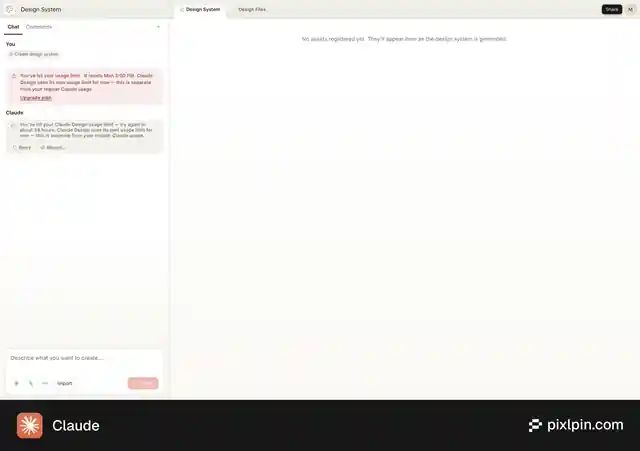 Design System
Design System
Design Files
Share
M
Chat
Comments
You
Create design system
No assets registered yet. They'll appear here as the design system is generated.
You've hit your usage limit · It resets Mon 3:00 PM. Claude
Design uses its own usage limit for now — this is separate
from your regular Claude usage.
Upgrade plan
Claude
You've hit your Claude Design usage limit — try again in
about hours. Claude Design uses its own usage limit for
now — this is separate from your regular Claude usage.
Retry
Describe what you want to create...
Import
Claude
pixlpin.com